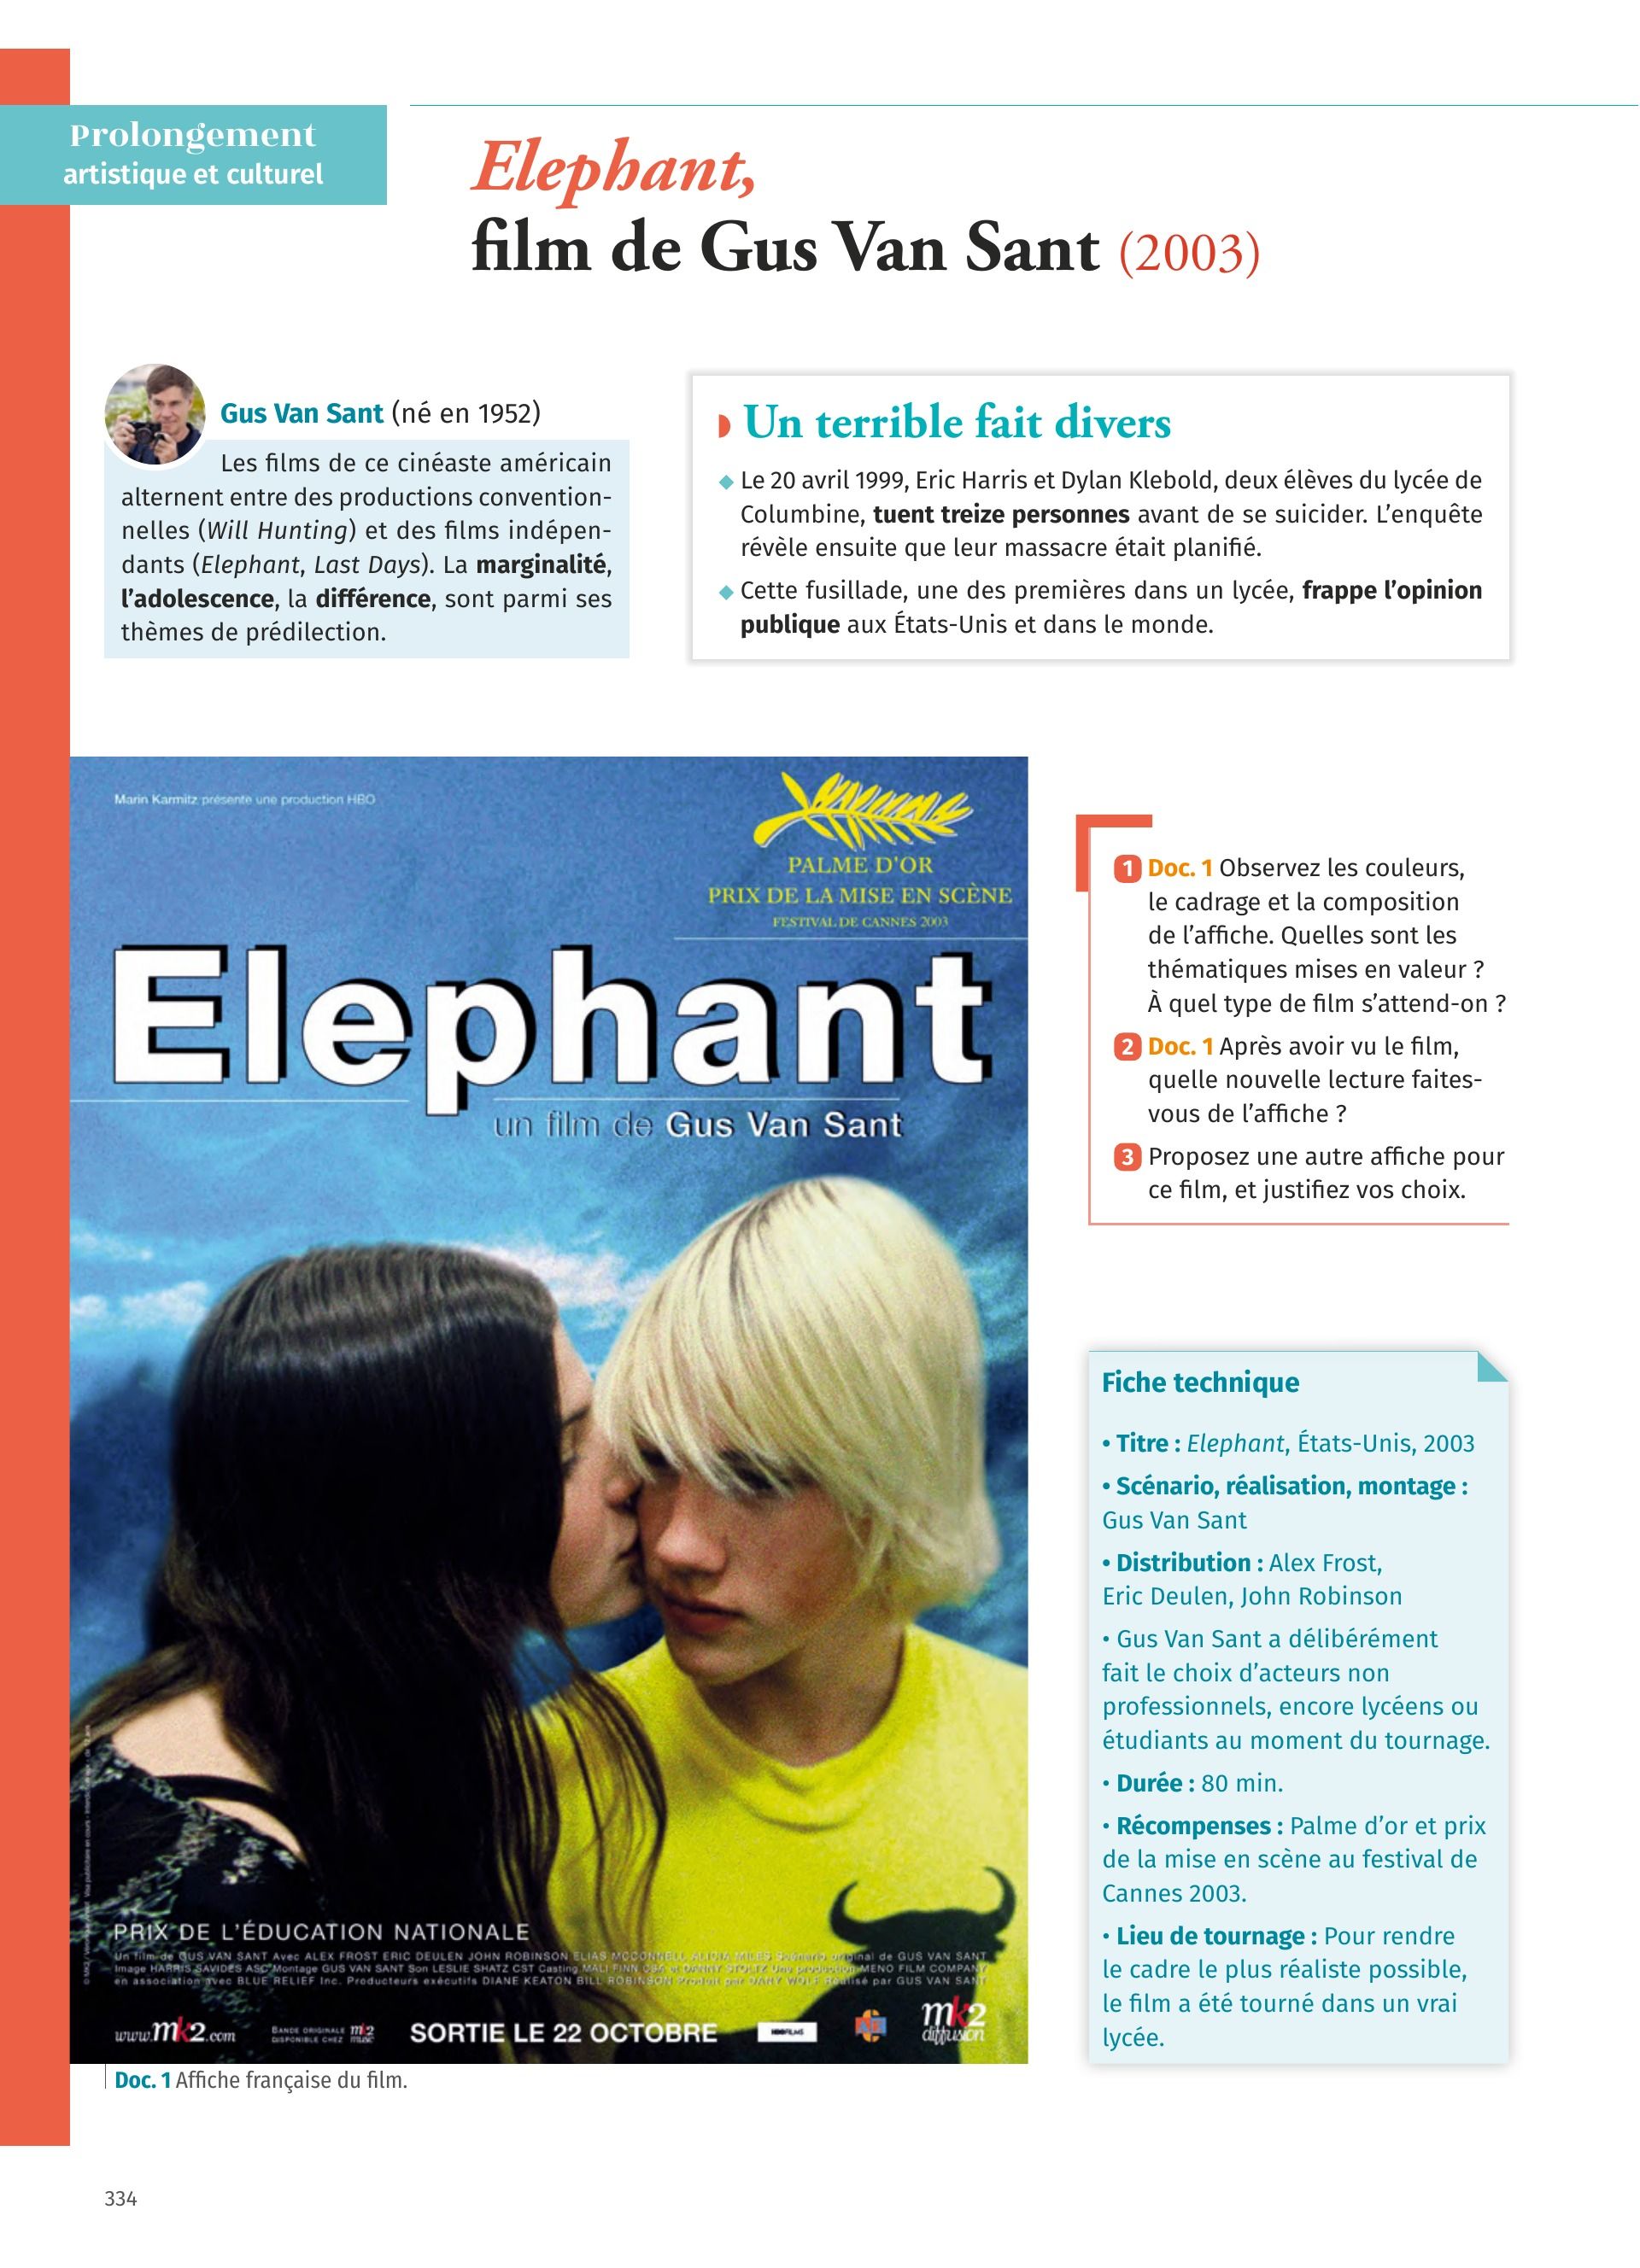 Prolongement
artistique et culturel
Elephant,
film de Gus Van Sant (2003)
Gus Van Sant (né en 1952)
Les films de ce cinéaste américain
alternent entre des productions convention-
nelles (Will Hunting) et des films indépen-
dants (Elephant, Last Days). La marginalité,
l'adolescence, la différence, sont parmi ses
thèmes de prédilection.
Un terrible fait divers
Le 20 avril 1999, Eric Harris et Dylan Klebold, deux élèves du lycée de
Columbine, tuent treize personnes avant de se suicider. L'enquête
révèle ensuite que leur massacre était planifié.
Cette fusillade, une des premières dans un lycée, frappe l'opinion
publique aux États-Unis et dans le monde.
Marin Karmitz présente une production HBO
PALME D'OR
PRIX DE LA MISE EN SCÈNE
FESTIVAL DE CANNES 2003
Elephant
un film de Gus Van Sant
PRIX DE L'ÉDUCATION NATIONALE
Un film de GUS VAN SANT Avec ALEX FROST ERIC DEULEN JOHN ROBINSON ELIAS MCCONNELL ALICIA MILES Scénario original de GUS VAN SANT
Image HARRIS SAVIDES ASC Montage GUS VAN SANT Son LESLIE SHATZ CST Casting MALI FINN CSA et DANNY STOLTZ Une production MENO FILM COMPANY
en association avec BLUE RELIEF Inc. Producteurs exécutifs DIANE KEATON BILL ROBINSON Produit par DANY WOLF Réalisé par GUS VAN SANT
www.mk2.com
BANDE ORIGINALE
DISPONIBLE CHEZ mk2 music
SORTIE LE 22 OCTOBRE
HBO FILMS
mk2
diffusion
Doc. 1 Affiche française du film.
1 Doc. 1 Observez les couleurs,
le cadrage et la composition
de l'affiche. Quelles sont les
thématiques mises en valeur ?
À quel type de film s'attend-on ?
2 Doc. 1 Après avoir vu le film,
quelle nouvelle lecture faites-
vous de l'affiche ?
3 Proposez une autre affiche pour
ce film, et justifiez vos choix.
Fiche technique
• Titre : Elephant, États-Unis, 2003
• Scénario, réalisation, montage :
Gus Van Sant
• Distribution : Alex Frost,
Eric Deulen, John Robinson
• Gus Van Sant a délibérément
fait le choix d'acteurs non
professionnels, encore lycéens ou
étudiants au moment du tournage.
• Durée : 80 min.
• Récompenses : Palme d'or et prix
de la mise en scène au festival de
Cannes 2003.
• Lieu de tournage : Pour rendre
le cadre le plus réaliste possible,
le film a été tourné dans un vrai
lycée.
334